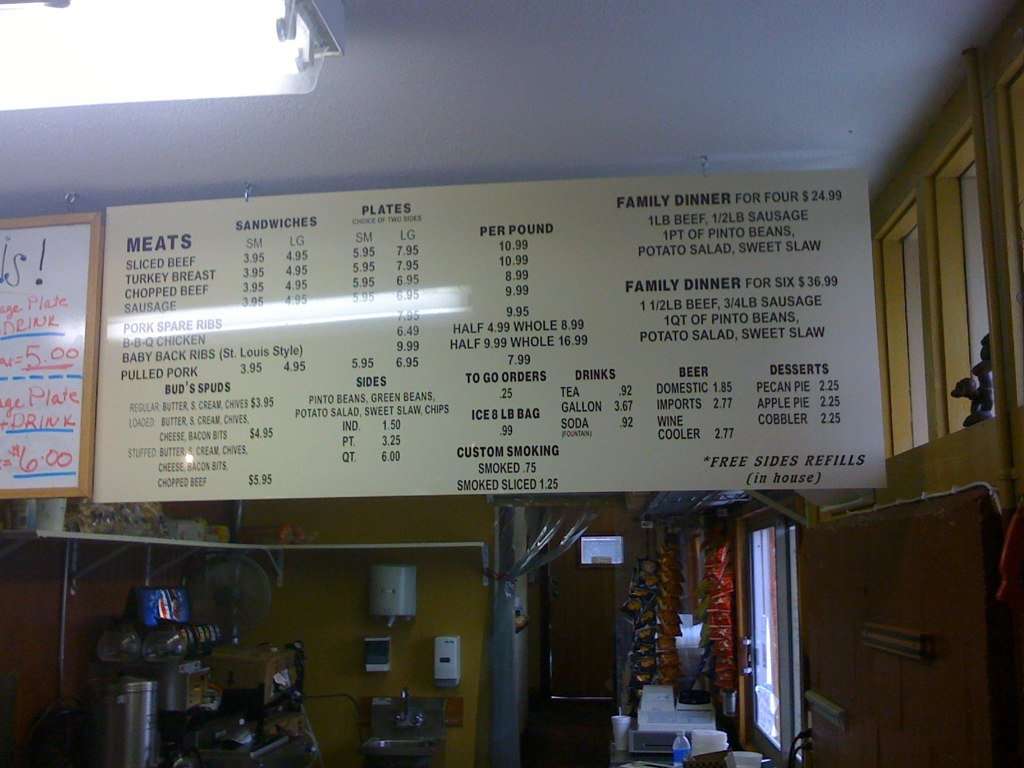 ls!
age Plate
DRINK
= 5.00
age Plate
+DRINK
= $6.00
SANDWICHES
PLATES
CHOICE OF TWO SIDES
MEATS SM LG SM LG PER POUND
SLICED BEEF 3.95 4.95 5.95 7.95 10.99
TURKEY BREAST 3.95 4.95 5.95 7.95 10.99
CHOPPED BEEF 3.95 4.95 5.95 6.95 8.99
SAUSAGE 3.95 4.95 5.95 6.95 9.99
PORK SPARE RIBS 7.95 9.95
B-B-Q CHICKEN 6.49 HALF 4.99 WHOLE 8.99
BABY BACK RIBS (St. Louis Style) 9.99 HALF 9.99 WHOLE 16.99
PULLED PORK 3.95 4.95 5.95 6.95 7.99
FAMILY DINNER FOR FOUR $ 24.99
1LB BEEF, 1/2LB SAUSAGE
1PT OF PINTO BEANS,
POTATO SALAD, SWEET SLAW
FAMILY DINNER FOR SIX $ 36.99
1 1/2LB BEEF, 3/4LB SAUSAGE
1QT OF PINTO BEANS,
POTATO SALAD, SWEET SLAW
BUD'S SPUDS
REGULAR: BUTTER, S. CREAM, CHIVES $3.95
LOADED: BUTTER, S. CREAM, CHIVES,
CHEESE, BACON BITS $4.95
STUFFED: BUTTER, S. CREAM, CHIVES,
CHEESE, BACON BITS,
CHOPPED BEEF $5.95
SIDES
PINTO BEANS, GREEN BEANS,
POTATO SALAD, SWEET SLAW, CHIPS
IND. 1.50
PT. 3.25
QT. 6.00
TO GO ORDERS
.25
ICE 8 LB BAG
.99
CUSTOM SMOKING
SMOKED .75
SMOKED SLICED 1.25
DRINKS
TEA .92
GALLON 3.67
SODA .92
(FOUNTAIN)
BEER
DOMESTIC 1.85
IMPORTS 2.77
WINE
COOLER 2.77
DESSERTS
PECAN PIE 2.25
APPLE PIE 2.25
COBBLER 2.25
*FREE SIDES REFILLS
(in house)